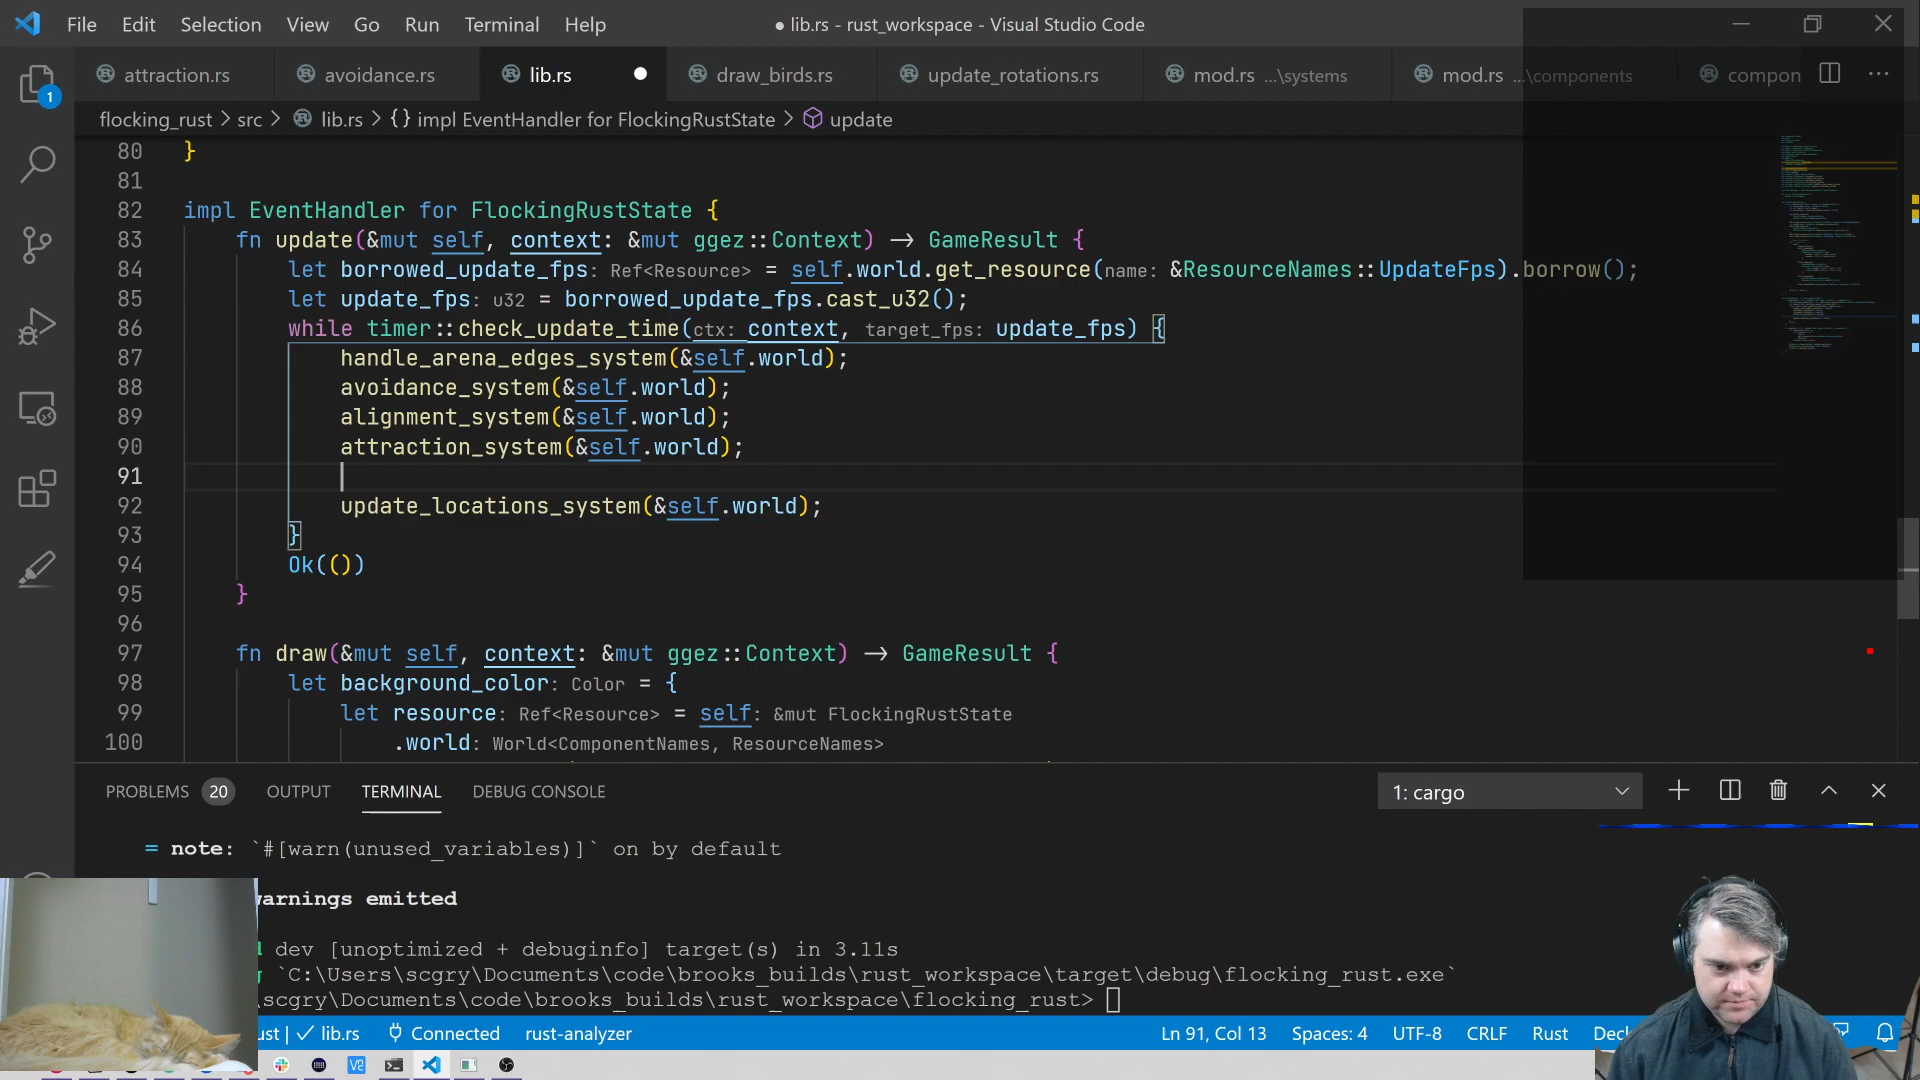 File Edit Selection View Go Run Terminal Help
● lib.rs - rust_workspace - Visual Studio Code
attraction.rs avoidance.rs lib.rs draw_birds.rs update_rotations.rs mod.rs ...\systems mod.rs ...\components compon
flocking_rust > src > lib.rs > {} impl EventHandler for FlockingRustState > update
80 }
81
82 impl EventHandler for FlockingRustState {
83 fn update(&mut self, context: &mut ggez::Context) -> GameResult {
84 let borrowed_update_fps: Ref<Resource> = self.world.get_resource(name: &ResourceNames::UpdateFps).borrow();
85 let update_fps: u32 = borrowed_update_fps.cast_u32();
86 while timer::check_update_time(ctx: context, target_fps: update_fps) {
87 handle_arena_edges_system(&self.world);
88 avoidance_system(&self.world);
89 alignment_system(&self.world);
90 attraction_system(&self.world);
91
92 update_locations_system(&self.world);
93 }
94 Ok(())
95 }
96
97 fn draw(&mut self, context: &mut ggez::Context) -> GameResult {
98 let background_color: Color = {
99 let resource: Ref<Resource> = self: &mut FlockingRustState
100 .world: World<ComponentNames, ResourceNames>
PROBLEMS 20 OUTPUT TERMINAL DEBUG CONSOLE 1: cargo
= note: `#[warn(unused_variables)]` on by default
warnings emitted
dev [unoptimized + debuginfo] target(s) in 3.11s
`C:\Users\scgry\Documents\code\brooks_builds\rust_workspace\target\debug\flocking_rust.exe`
\scgry\Documents\code\brooks_builds\rust_workspace\flocking_rust>
ust | ✓ lib.rs Connected rust-analyzer Ln 91, Col 13 Spaces: 4 UTF-8 CRLF Rust Decl